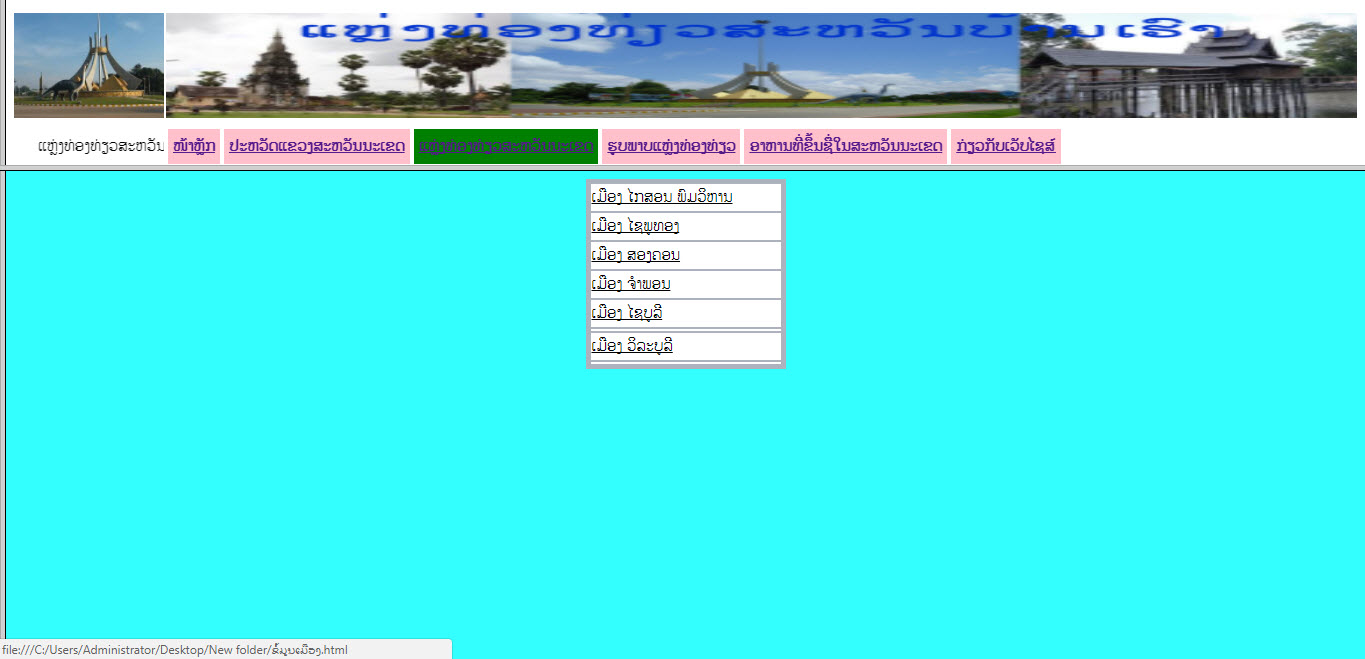 ແຫຼ່ງທ່ອງທ່ຽວສະຫວັນບ້ານເຮົາ
ແຫຼ່ງທ່ອງທ່ຽວສະຫວັນ ໜ້າຫຼັກ ປະຫວັດແຂວງສະຫວັນນະເຂດ ແຫຼ່ງທ່ອງທ່ຽວສະຫວັນນະເຂດ ຮູບພາບແຫຼ່ງທ່ອງທ່ຽວ ອາຫານທີ່ຂຶ້ນຊື່ໃນສະຫວັນນະເຂດ ກ່ຽວກັບເວັບໄຊສ໌
ເມືອງ ໄກສອນ ພົມວິຫານ
ເມືອງ ໄຊພູທອງ
ເມືອງ ສອງຄອນ
ເມືອງ ຈຳພອນ
ເມືອງ ໄຊບູລີ
ເມືອງ ວິລະບູລີ
file:///C:/Users/Administrator/Desktop/New folder/ຂໍ້ມູນເມືອງ.html